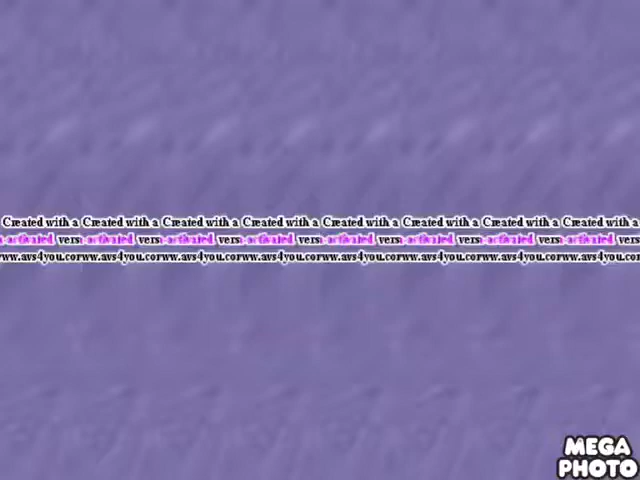 Created with a Created with a Created with a Created with a Created with a Created with a Created with a Created with a
-activated vers-activated vers-activated vers-activated vers-activated vers-activated vers-activated vers-activated vers
ww.avs4you.corww.avs4you.corww.avs4you.corww.avs4you.corww.avs4you.corww.avs4you.corww.avs4you.corww.avs4you.cor
MEGA
PHOTO